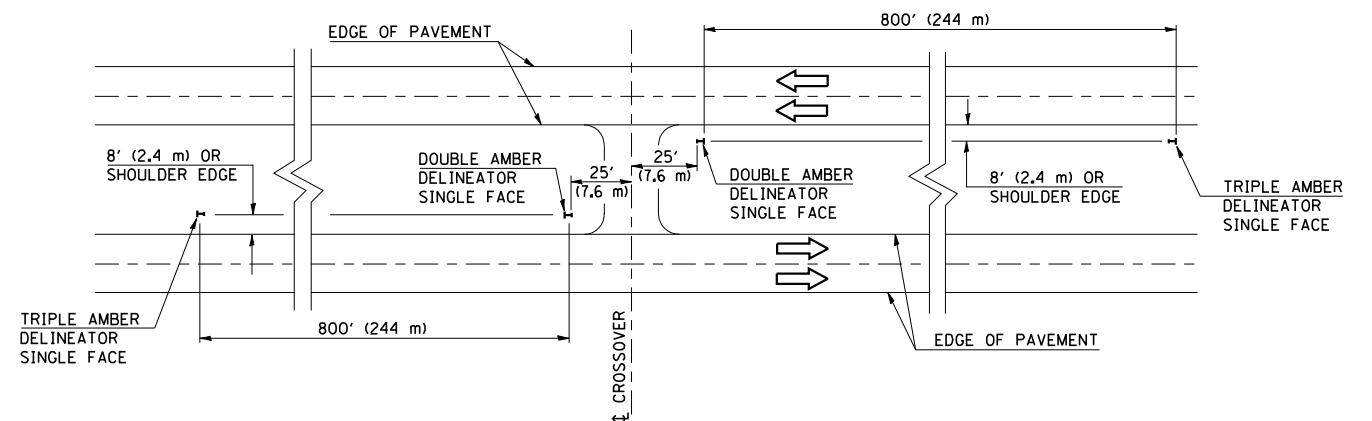 800' (244 m)
EDGE OF PAVEMENT
8' (2.4 m) OR
SHOULDER EDGE
DOUBLE AMBER
DELINEATOR
SINGLE FACE
25'
(7.6 m)
25'
(7.6 m)
DOUBLE AMBER
DELINEATOR
SINGLE FACE
8' (2.4 m) OR
SHOULDER EDGE
TRIPLE AMBER
DELINEATOR
SINGLE FACE
TRIPLE AMBER
DELINEATOR
SINGLE FACE
800' (244 m)
℄ CROSSOVER
EDGE OF PAVEMENT